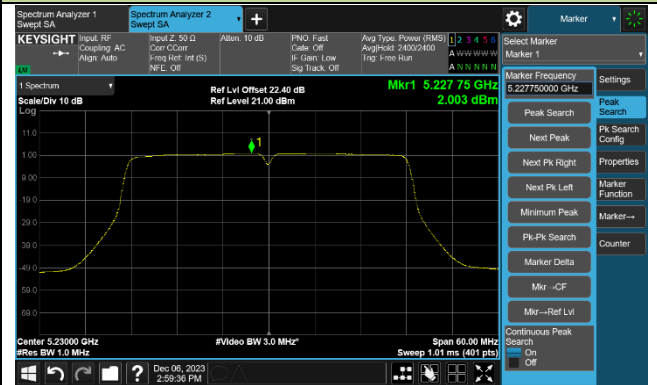 Spectrum Analyzer 1
Swept SA
Spectrum Analyzer 2
Swept SA
+
Marker
KEYSIGHT
Input: RF
Coupling: AC
Align: Auto
Input Z: 50 Ω
Corr CCorr
Freq Ref: Int (S)
NFE: Off
Atten: 10 dB
PNO: Fast
Gate: Off
IF Gain: Low
Sig Track: Off
Avg Type: Power (RMS)
Avg|Hold: 2400/2400
Trig: Free Run
1 2 3 4 5 6
A W W W W W
A N N N N N
Select Marker
Marker 1
LXI
1 Spectrum
Scale/Div 10 dB
Log
Ref Lvl Offset 22.40 dB
Ref Level 21.00 dBm
Mkr1 5.227 75 GHz
2.003 dBm
Marker Frequency
5.227750000 GHz
Settings
Peak Search
Peak
Search
Next Peak
Pk Search
Config
Next Pk Right
Properties
Next Pk Left
Marker
Function
Minimum Peak
Marker→
Pk-Pk Search
Counter
Marker Delta
Mkr→CF
Mkr→Ref Lvl
Continuous Peak
Search
On
Off
11.0
1.00
-9.00
-19.0
-29.0
-39.0
-49.0
-59.0
-69.0
1
Center 5.23000 GHz
#Res BW 1.0 MHz
#Video BW 3.0 MHz*
Span 60.00 MHz
Sweep 1.01 ms (401 pts)
?
Dec 06, 2023
2:59:36 PM